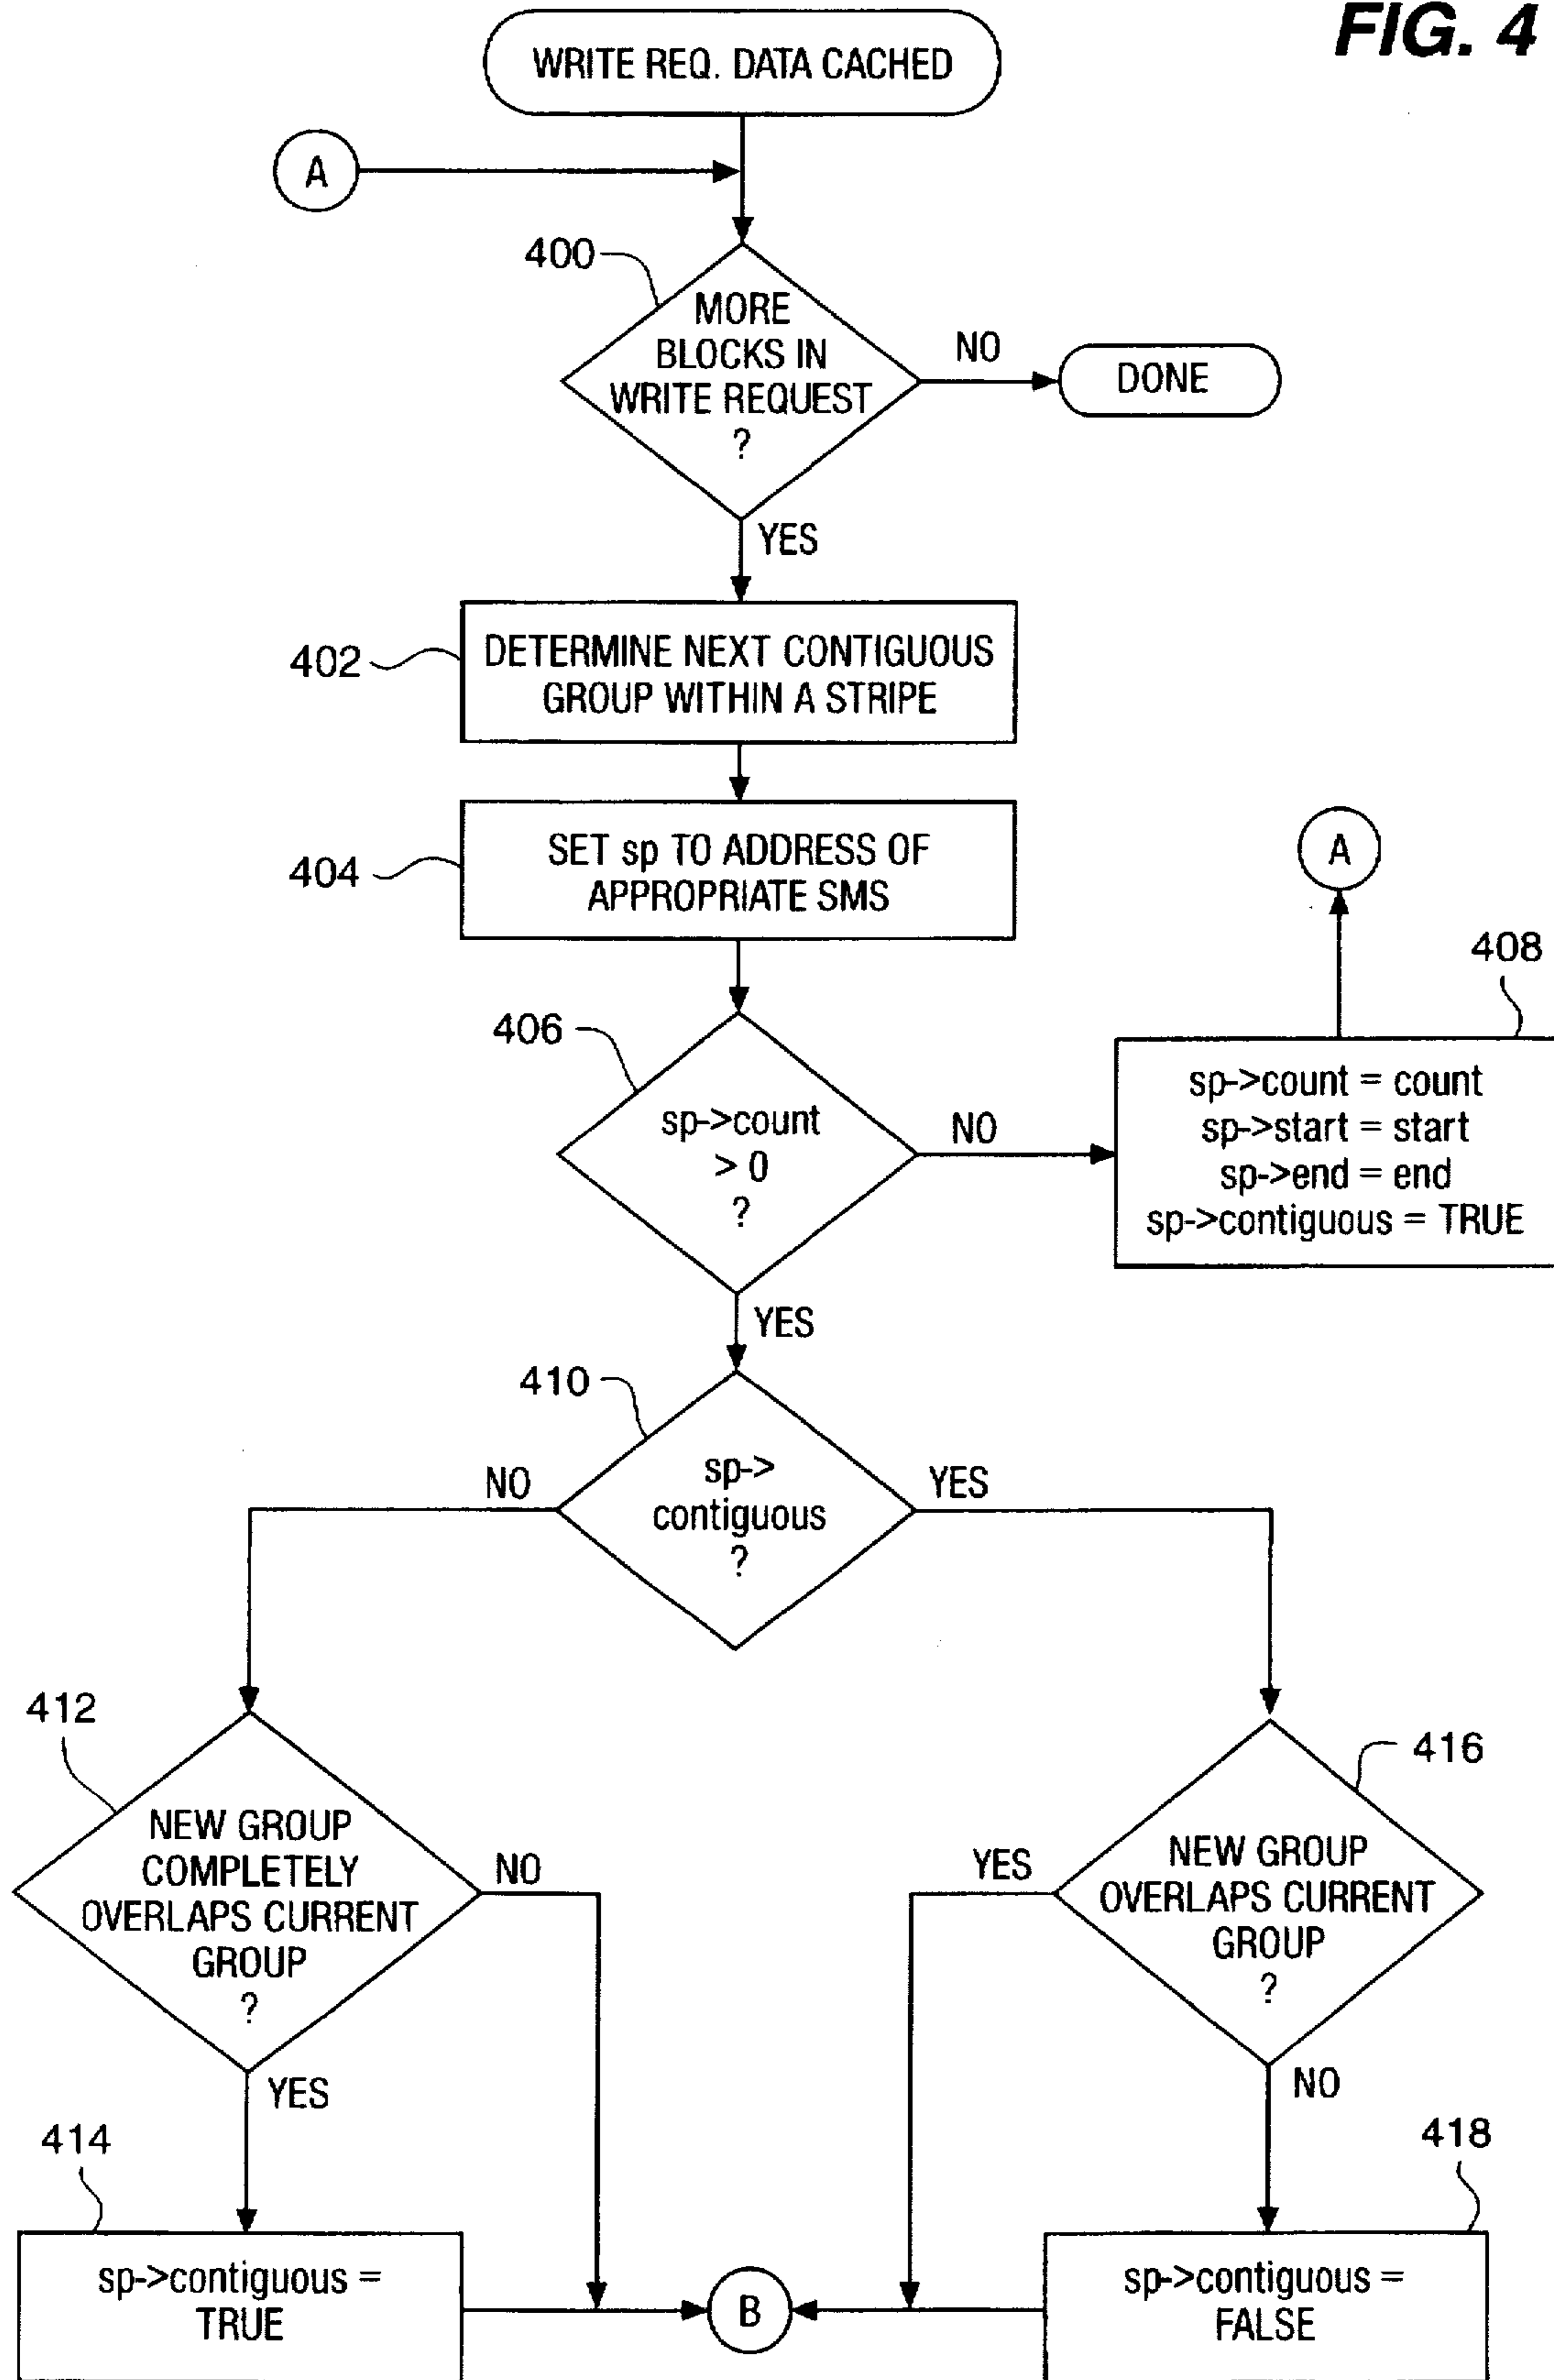 FIG. 4
WRITE REQ. DATA CACHED
A
400
MORE
BLOCKS IN
WRITE REQUEST
?
NO
DONE
YES
402
DETERMINE NEXT CONTIGUOUS
GROUP WITHIN A STRIPE
404
SET sp TO ADDRESS OF
APPROPRIATE SMS
A
408
406
sp->count
> 0
?
NO
sp->count = count
sp->start = start
sp->end = end
sp->contiguous = TRUE
YES
410
sp->
contiguous
?
NO
YES
412
NEW GROUP
COMPLETELY
OVERLAPS CURRENT
GROUP
?
NO
YES
416
NEW GROUP
OVERLAPS CURRENT
GROUP
?
YES
NO
414
sp->contiguous =
TRUE
B
418
sp->contiguous =
FALSE